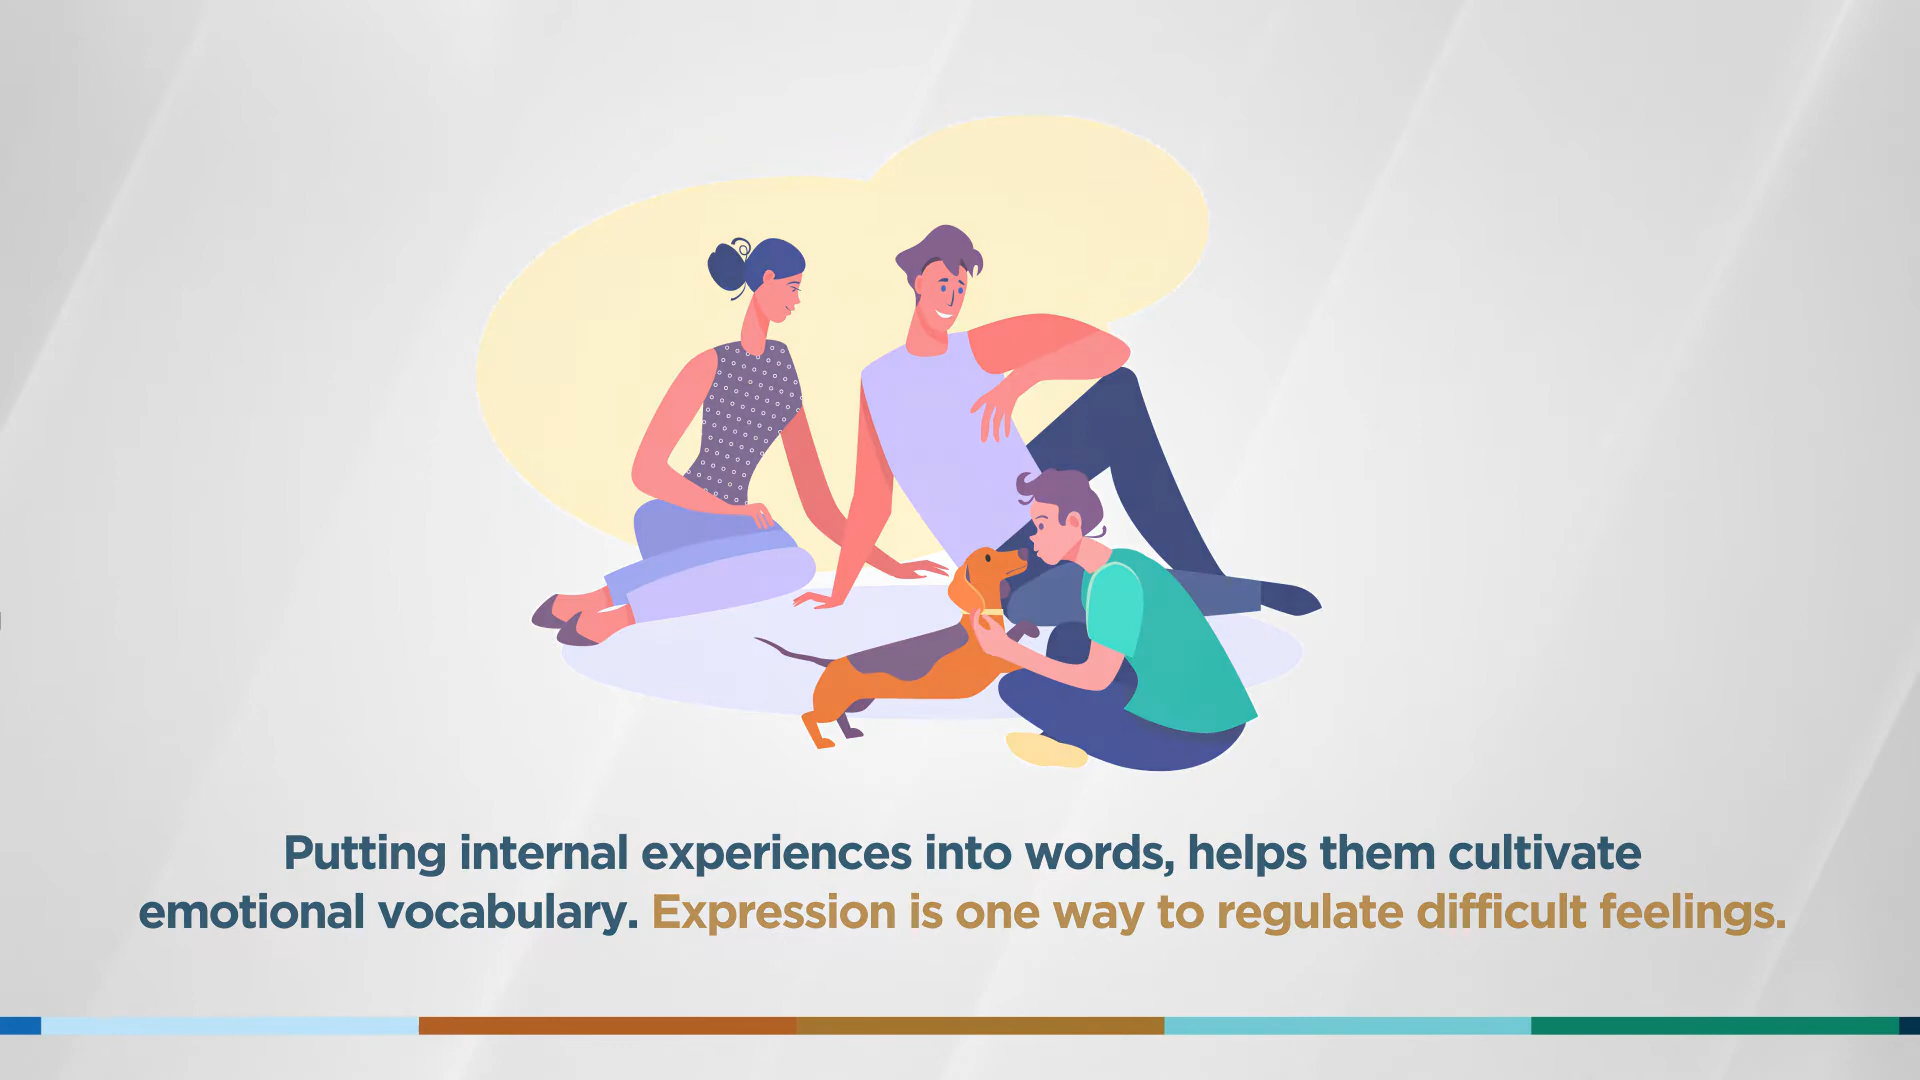 Putting internal experiences into words, helps them cultivate
emotional vocabulary. Expression is one way to regulate difficult feelings.